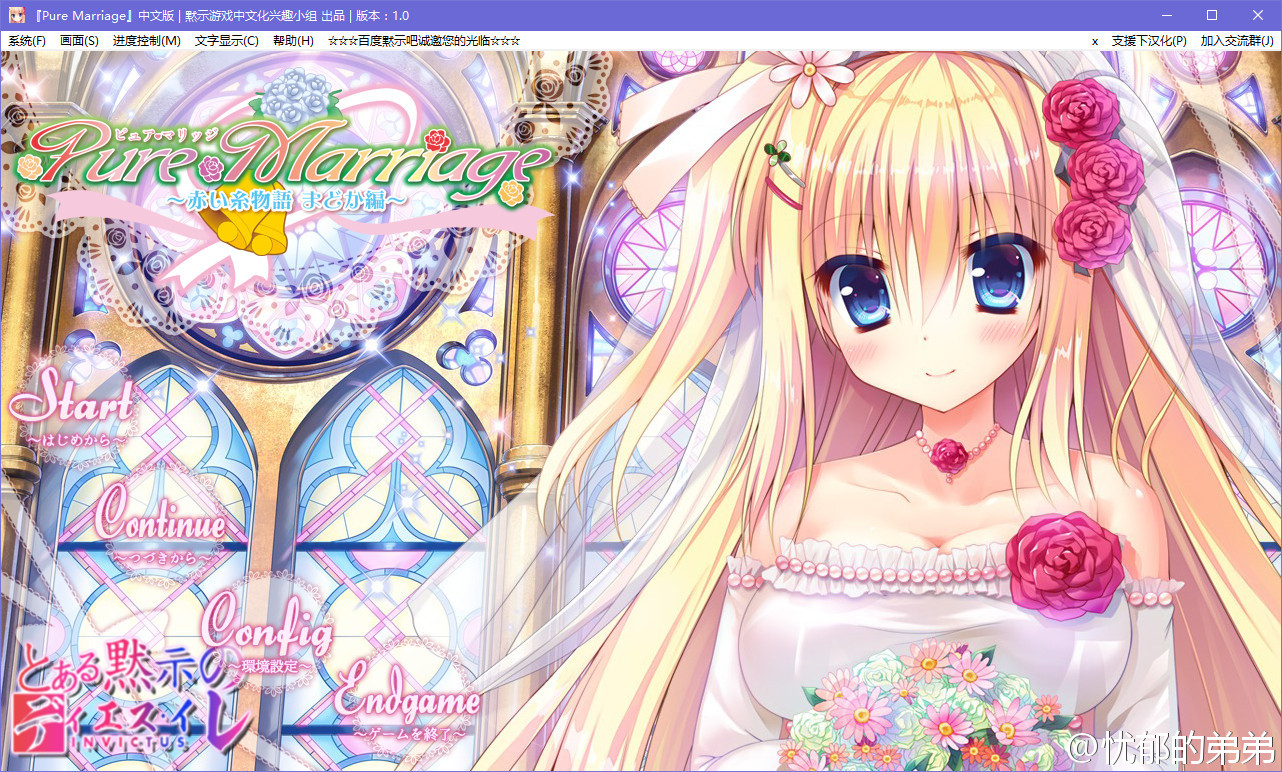 『Pure Marriage』中文版 | 黙示游戏中文化兴趣小组 出品 | 版本：1.0
系统(F) 画面(S) 进度控制(M) 文字显示(C) 帮助(H) ☆☆☆百度黙示吧诚邀您的光临☆☆☆ x 支援下汉化(P) 加入交流群(J)
ピュア・マリッジ
Pure Marriage
～赤い糸物語 まどか編～
Start
～はじめから～
Continue
～つづきから～
Config
～環境設定～
Endgame
～ゲームを終了～
とある黙示の
ディエスイレ
INVICTUS
@忧郁的弟弟